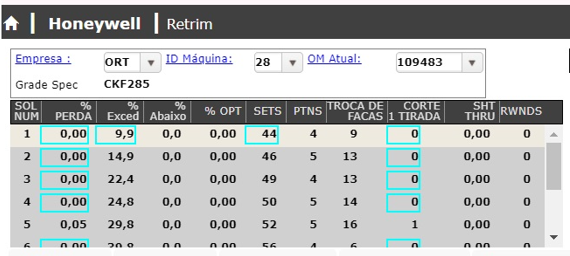 Honeywell | Retrim
Empresa : ORT ID Máquina: 28 OM Atual: 109483
Grade Spec CKF285
SOL NUM % PERDA % Exced % Abaixo % OPT SETS PTNS TROCA DE FACAS CORTE 1 TIRADA SHT THRU RWNDS
1 0,00 9,9 0,0 0,00 44 4 9 0 0,00 0
2 0,00 14,9 0,0 0,00 46 5 13 0 0,00 0
3 0,00 22,4 0,0 0,00 49 4 13 0 0,00 0
4 0,00 24,8 0,0 0,00 50 5 14 0 0,00 0
5 0,05 29,8 0,0 0,00 52 5 16 1 0,00 0
6 0,00 39,8 0,0 0,00 56 4 6 0 0,00 0